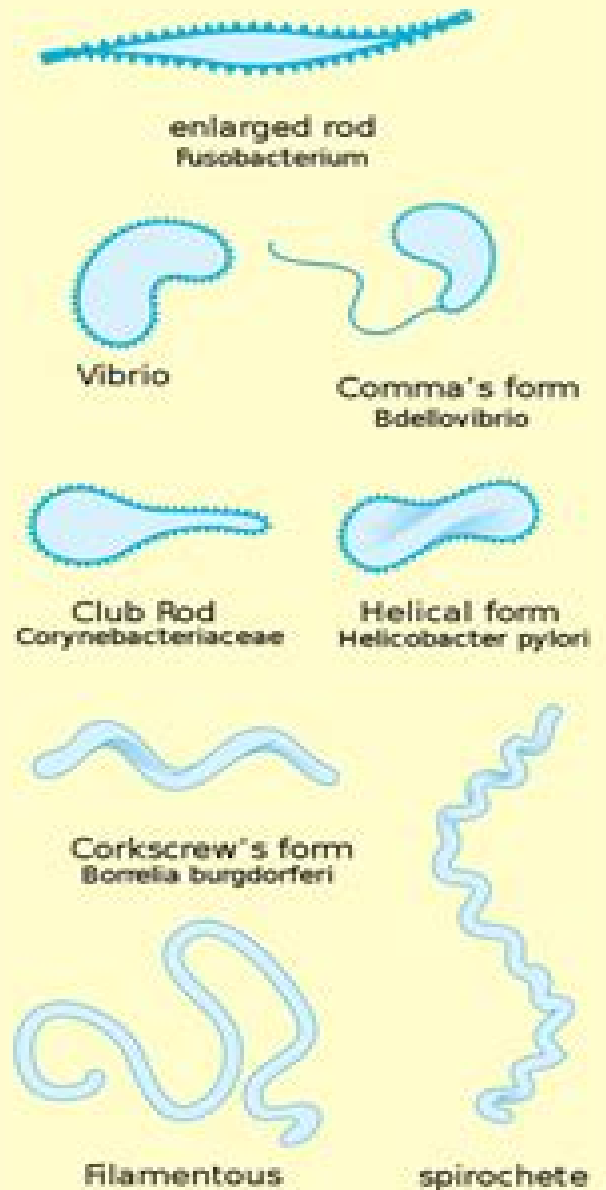 enlarged rod
Fusobacterium
Vibrio
Comma's form
Bdellovibrio
Club Rod
Corynebacteriaceae
Helical form
Helicobacter pylori
Corkscrew's form
Borrelia burgdorferi
Filamentous
spirochete